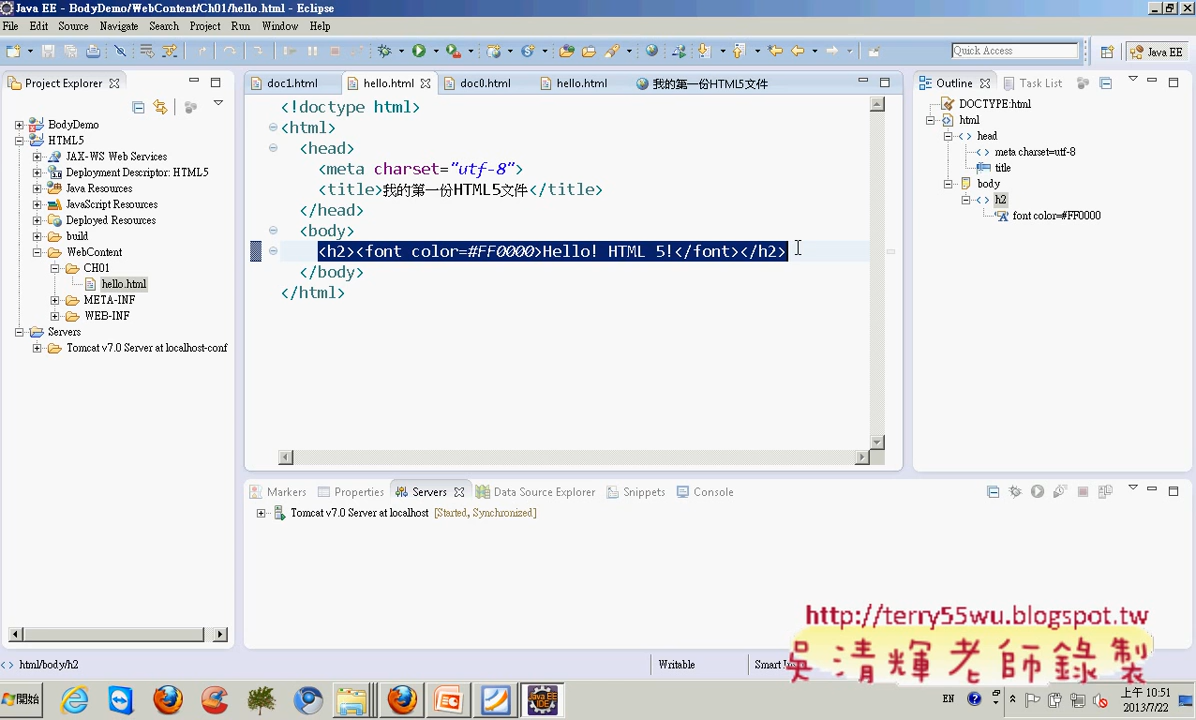 Java EE - BodyDemo/WebContent/Ch01/hello.html - Eclipse
File Edit Source Navigate Search Project Run Window Help
Quick Access
Java EE
Project Explorer
BodyDemo
HTML5
JAX-WS Web Services
Deployment Descriptor: HTML5
Java Resources
JavaScript Resources
Deployed Resources
build
WebContent
CH01
hello.html
META-INF
WEB-INF
Servers
Tomcat v7.0 Server at localhost-conf
doc1.html hello.html doc0.html hello.html 我的第一份HTML5文件
<!doctype html>
<html>
<head>
<meta charset="utf-8">
<title>我的第一份HTML5文件</title>
</head>
<body>
<h2><font color=#FF0000>Hello! HTML 5!</font></h2>
</body>
</html>
Outline Task List
DOCTYPE:html
html
head
meta charset=utf-8
title
body
h2
font color=#FF0000
Markers Properties Servers Data Source Explorer Snippets Console
Tomcat v7.0 Server at localhost [Started, Synchronized]
http://terry55wu.blogspot.tw
吳清輝老師錄製
html/body/h2
Writable
開始
EN
上午 10:51
2013/7/22